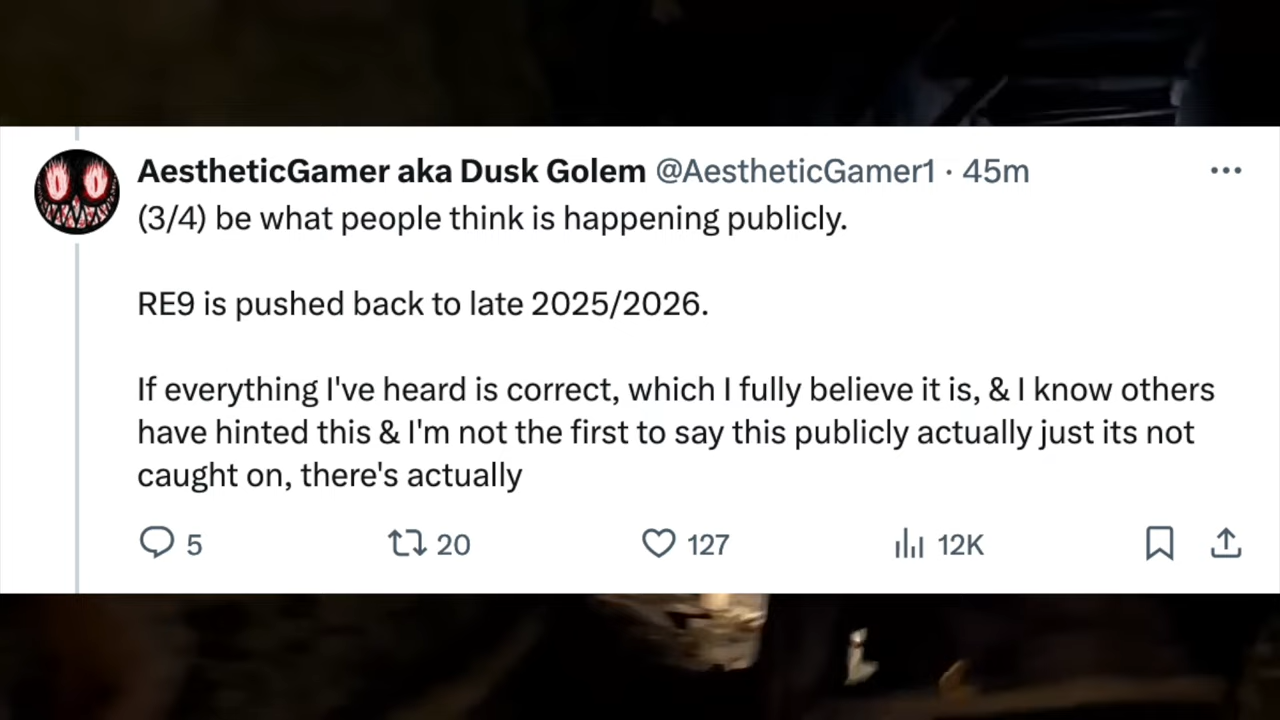 AestheticGamer aka Dusk Golem @AestheticGamer1 · 45m
(3/4) be what people think is happening publicly.
RE9 is pushed back to late 2025/2026.
If everything I've heard is correct, which I fully believe it is, & I know others
have hinted this & I'm not the first to say this publicly actually just its not
caught on, there's actually
5 20 127 12K